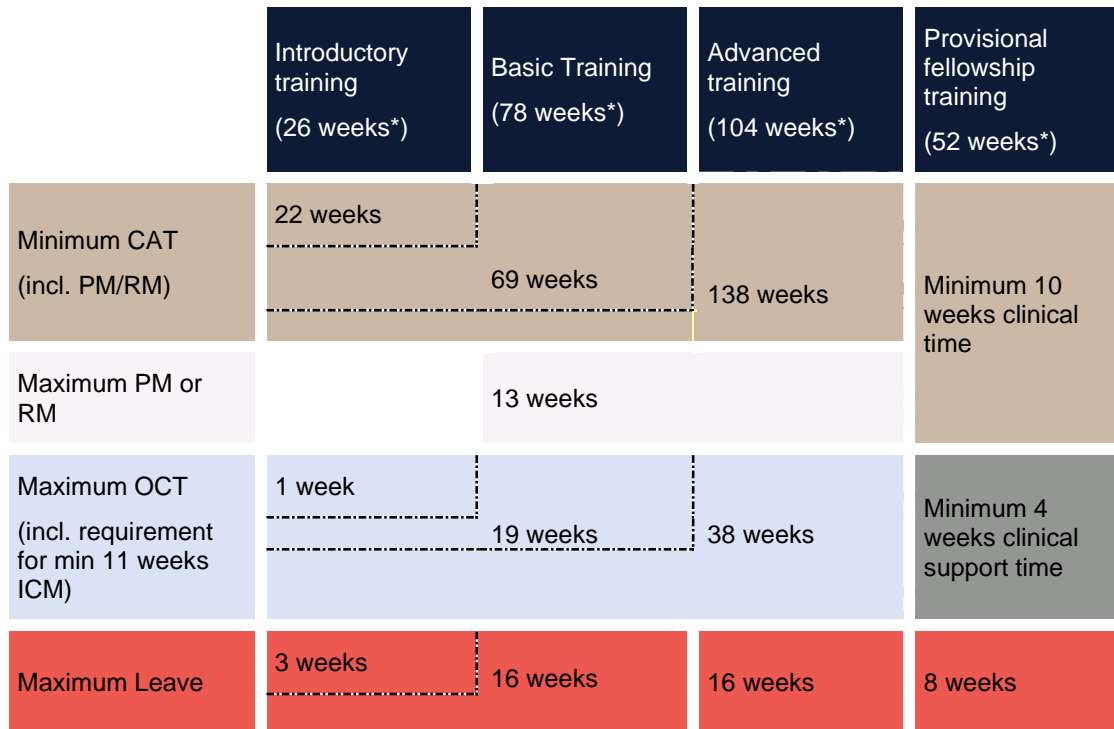 Introductory
training
(26 weeks*)
Basic Training
(78 weeks*)
Advanced
training
(104 weeks*)
Provisional
fellowship
training
(52 weeks*)
Minimum CAT
(incl. PM/RM)
22 weeks
69 weeks
138 weeks
Minimum 10
weeks clinical
time
Maximum PM or
RM
13 weeks
Maximum OCT
(incl. requirement
for min 11 weeks
ICM)
1 week
19 weeks
38 weeks
Minimum 4
weeks clinical
support time
Maximum Leave
3 weeks
16 weeks
16 weeks
8 weeks